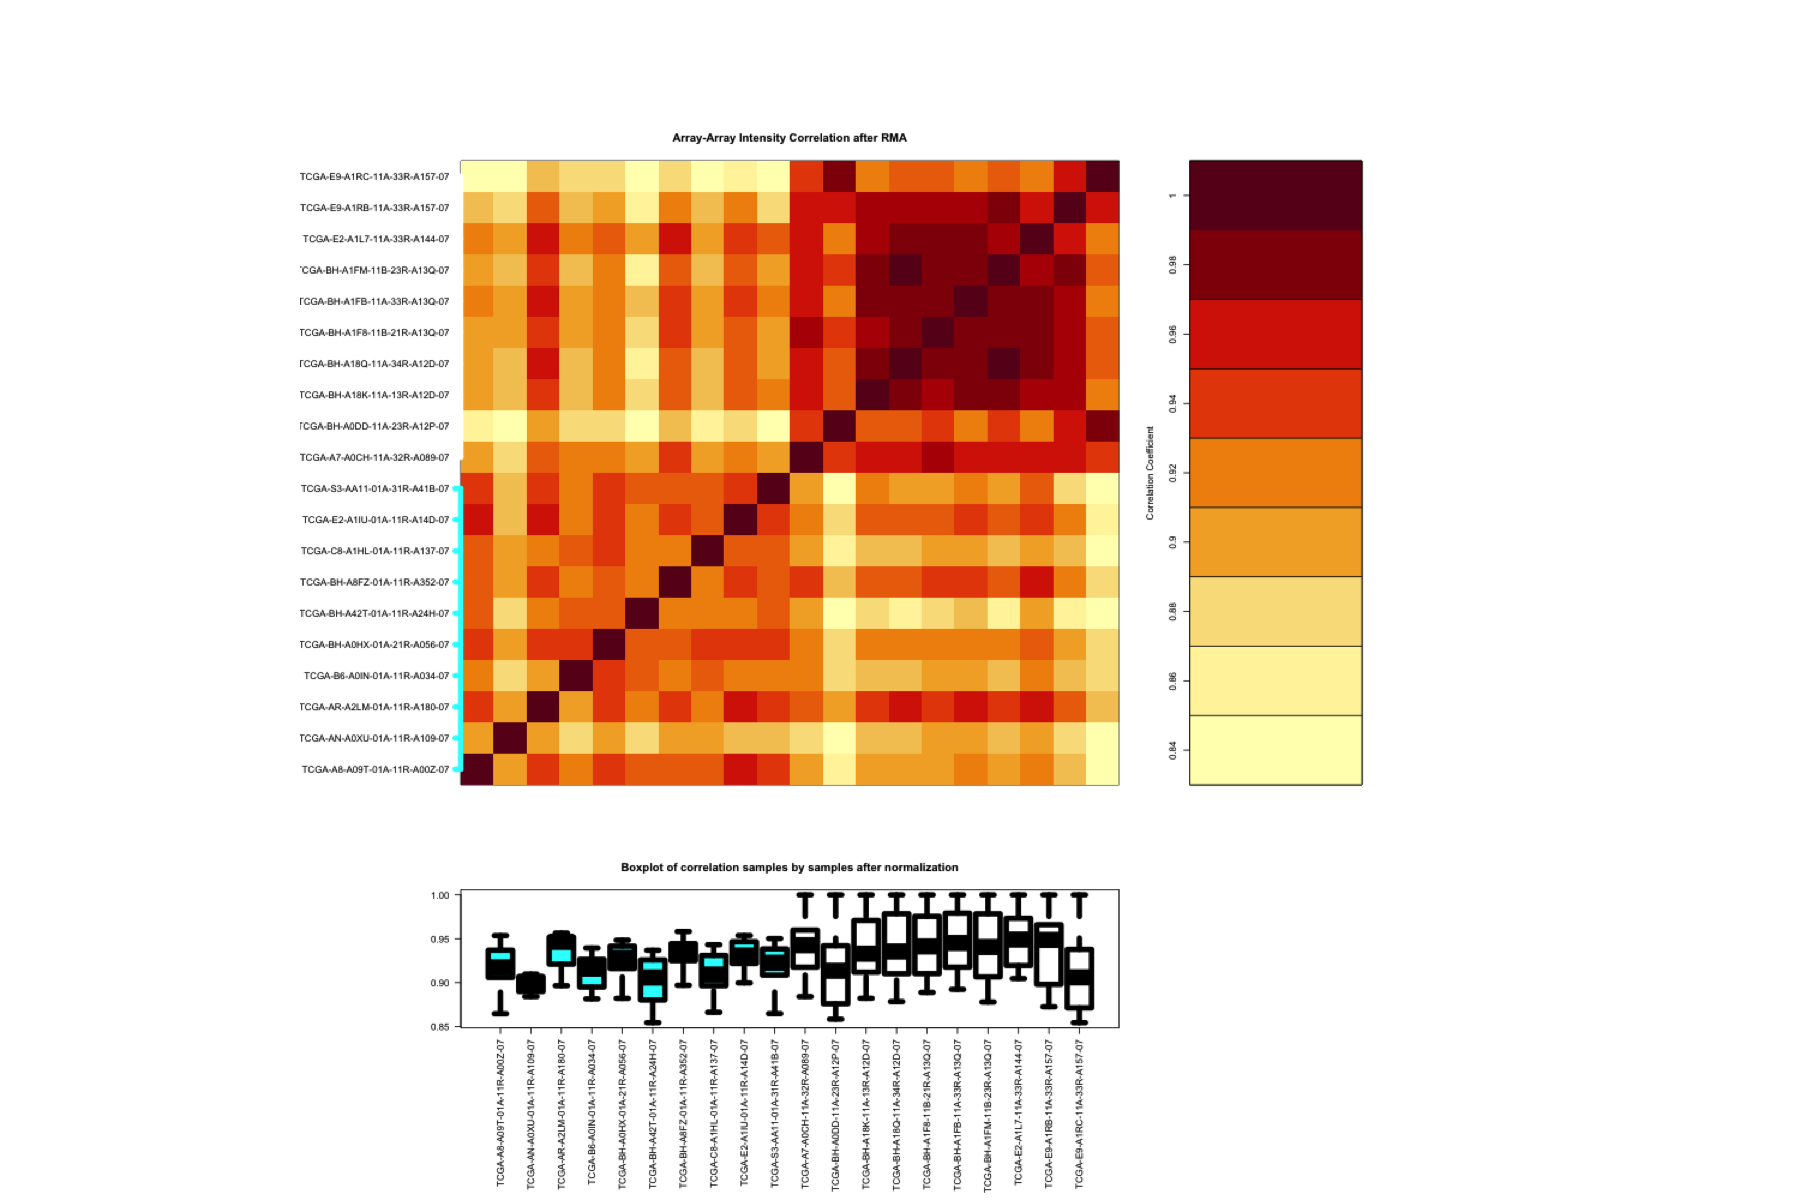 Array-Array Intensity Correlation after RMA
TCGA-E9-A1RC-11A-33R-A157-07
TCGA-E9-A1RB-11A-33R-A157-07
TCGA-E2-A1L7-11A-33R-A144-07
TCGA-BH-A1FM-11B-23R-A13Q-07
TCGA-BH-A1FB-11A-33R-A13Q-07
TCGA-BH-A1F8-11B-21R-A13Q-07
TCGA-BH-A18Q-11A-34R-A12D-07
TCGA-BH-A18K-11A-13R-A12D-07
TCGA-BH-A0DD-11A-23R-A12P-07
TCGA-A7-A0CH-11A-32R-A089-07
TCGA-S3-AA11-01A-31R-A41B-07
TCGA-E2-A1IU-01A-11R-A14D-07
TCGA-C8-A1HL-01A-11R-A137-07
TCGA-BH-A8FZ-01A-11R-A352-07
TCGA-BH-A42T-01A-11R-A24H-07
TCGA-BH-A0HX-01A-21R-A056-07
TCGA-B6-A0IN-01A-11R-A034-07
TCGA-AR-A2LM-01A-11R-A180-07
TCGA-AN-A0XU-01A-11R-A109-07
TCGA-A8-A09T-01A-11R-A00Z-07
Correlation Coefficient
1
0.98
0.96
0.94
0.92
0.9
0.88
0.86
0.84
Boxplot of correlation samples by samples after normalization
1.00
0.95
0.90
0.85
TCGA-A8-A09T-01A-11R-A00Z-07
TCGA-AN-A0XU-01A-11R-A109-07
TCGA-AR-A2LM-01A-11R-A180-07
TCGA-B6-A0IN-01A-11R-A034-07
TCGA-BH-A0HX-01A-21R-A056-07
TCGA-BH-A42T-01A-11R-A24H-07
TCGA-BH-A8FZ-01A-11R-A352-07
TCGA-C8-A1HL-01A-11R-A137-07
TCGA-E2-A1IU-01A-11R-A14D-07
TCGA-S3-AA11-01A-31R-A41B-07
TCGA-A7-A0CH-11A-32R-A089-07
TCGA-BH-A0DD-11A-23R-A12P-07
TCGA-BH-A18K-11A-13R-A12D-07
TCGA-BH-A18Q-11A-34R-A12D-07
TCGA-BH-A1F8-11B-21R-A13Q-07
TCGA-BH-A1FB-11A-33R-A13Q-07
TCGA-BH-A1FM-11B-23R-A13Q-07
TCGA-E2-A1L7-11A-33R-A144-07
TCGA-E9-A1RB-11A-33R-A157-07
TCGA-E9-A1RC-11A-33R-A157-07